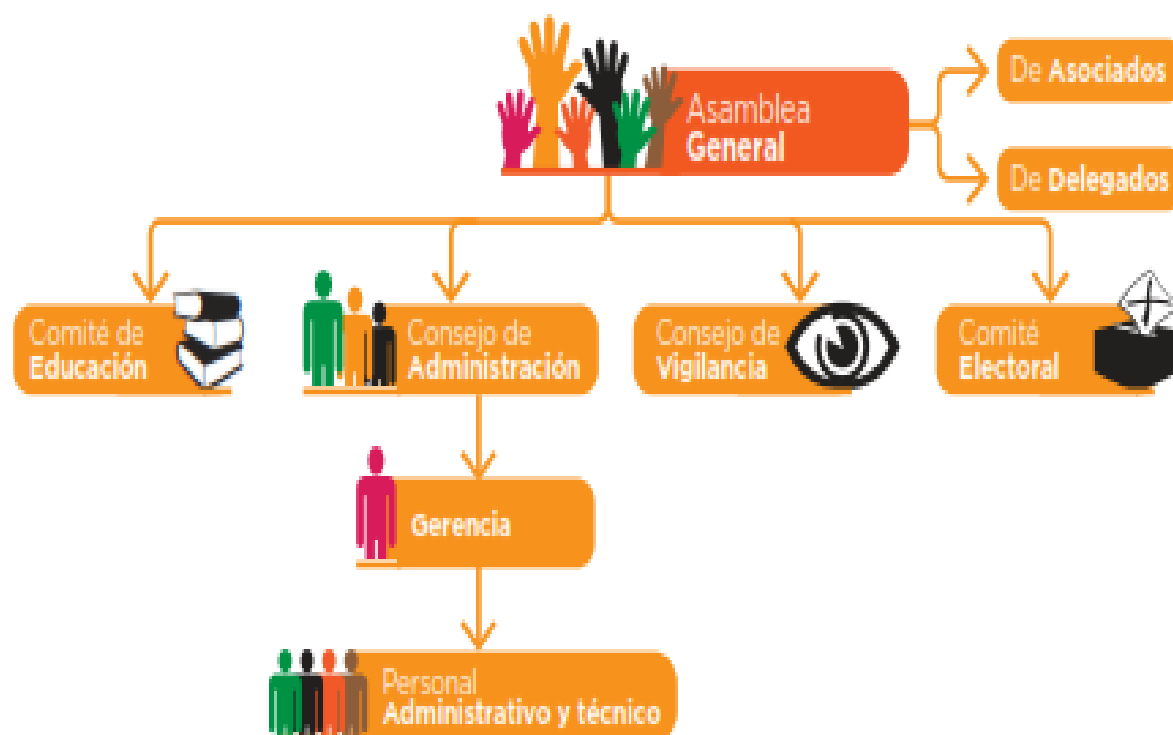 De Asociados
Asamblea
General
De Delegados
Comité de
Educación
Consejo de
Administración
Consejo de
Vigilancia
Comité
Electoral
Gerencia
Personal
Administrativo y técnico